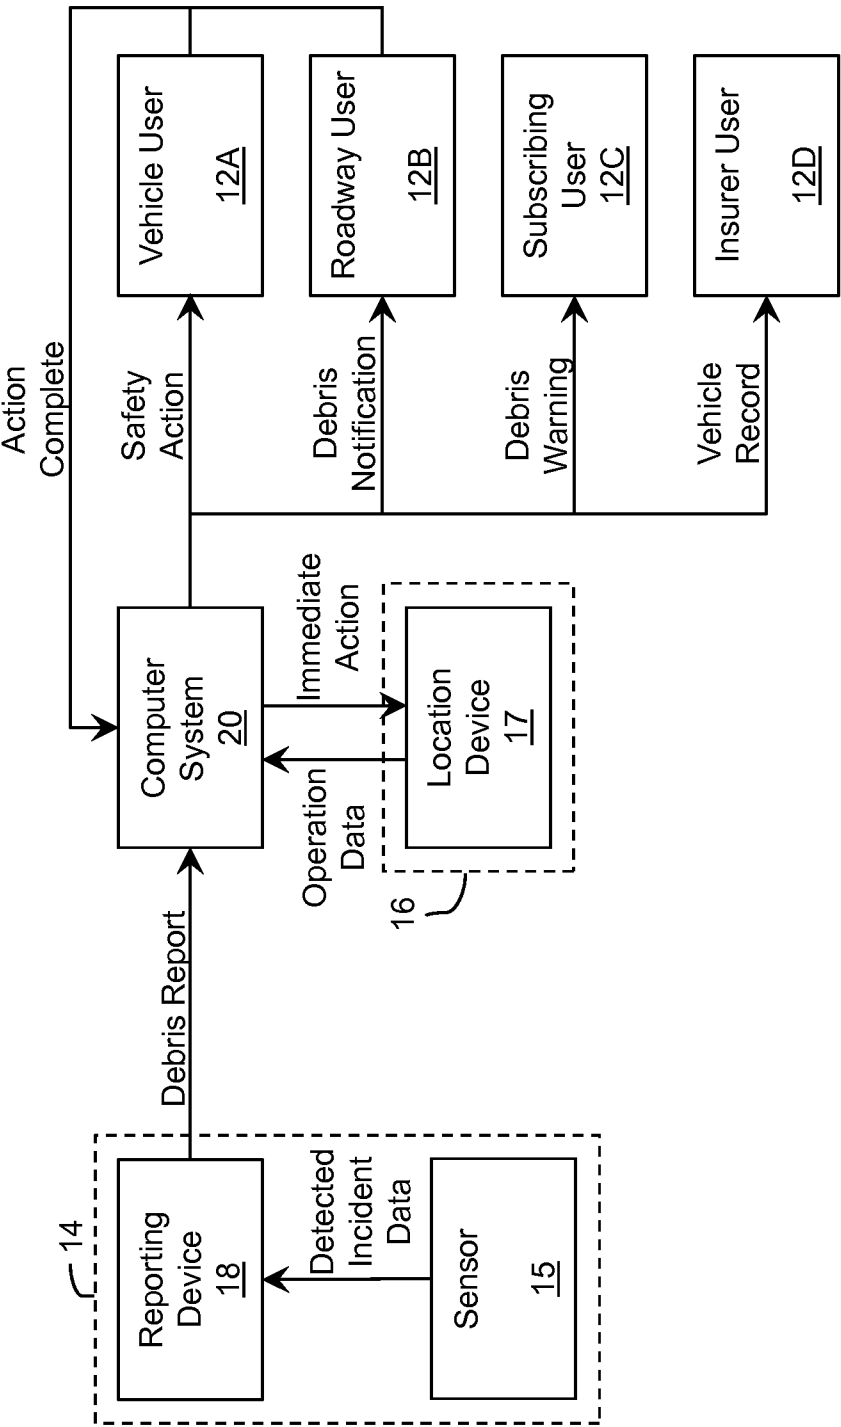 14
Reporting
Device
18
Detected
Incident
Data
Sensor
15
Debris Report
Computer
System
20
Operation
Data
Immediate
Action
16
Location
Device
17
Action
Complete
Safety
Action
Vehicle User
12A
Debris
Notification
Roadway User
12B
Debris
Warning
Subscribing
User
12C
Vehicle
Record
Insurer User
12D